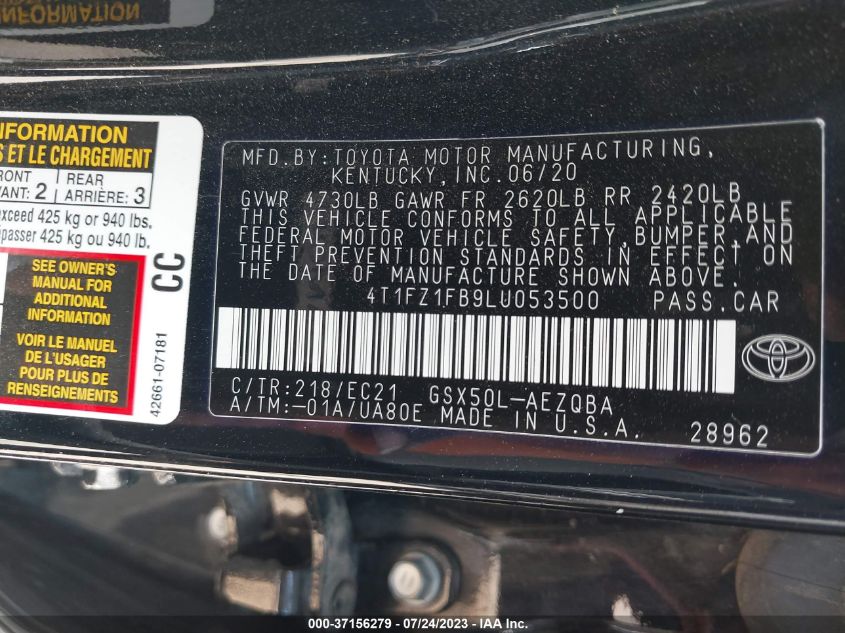 INFORMATION
INFORMATION
S ET LE CHARGEMENT
FRONT
AVANT: 2
REAR
ARRIÈRE: 3
exceed 425 kg or 940 lbs.
passer 425 kg ou 940 lb.
SEE OWNER'S
MANUAL FOR
ADDITIONAL
INFORMATION
VOIR LE MANUEL
DE L'USAGER
POUR PLUS DE
CC
42661-07181
MFD.BY:TOYOTA MOTOR MANUFACTURING,
KENTUCKY,INC.06/20
GVWR 4730LB GAWR FR 2620LB RR 2420LB
THIS VEHICLE CONFORMS TO ALL APPLICABLE
FEDERAL MOTOR VEHICLE SAFETY,BUMPER,AND
THEFT PREVENTION STANDARDS IN EFFECT ON
THE DATE OF MANUFACTURE SHOWN ABOVE.
4T1FZ1FB9LU053500 PASS.CAR
C/TR:218/EC21 GSX50L-AEZQBA
A/TM:-01A/UA80E MADE IN U.S.A.
28962
000-37156279 - 07/24/2023 - IAA Inc.